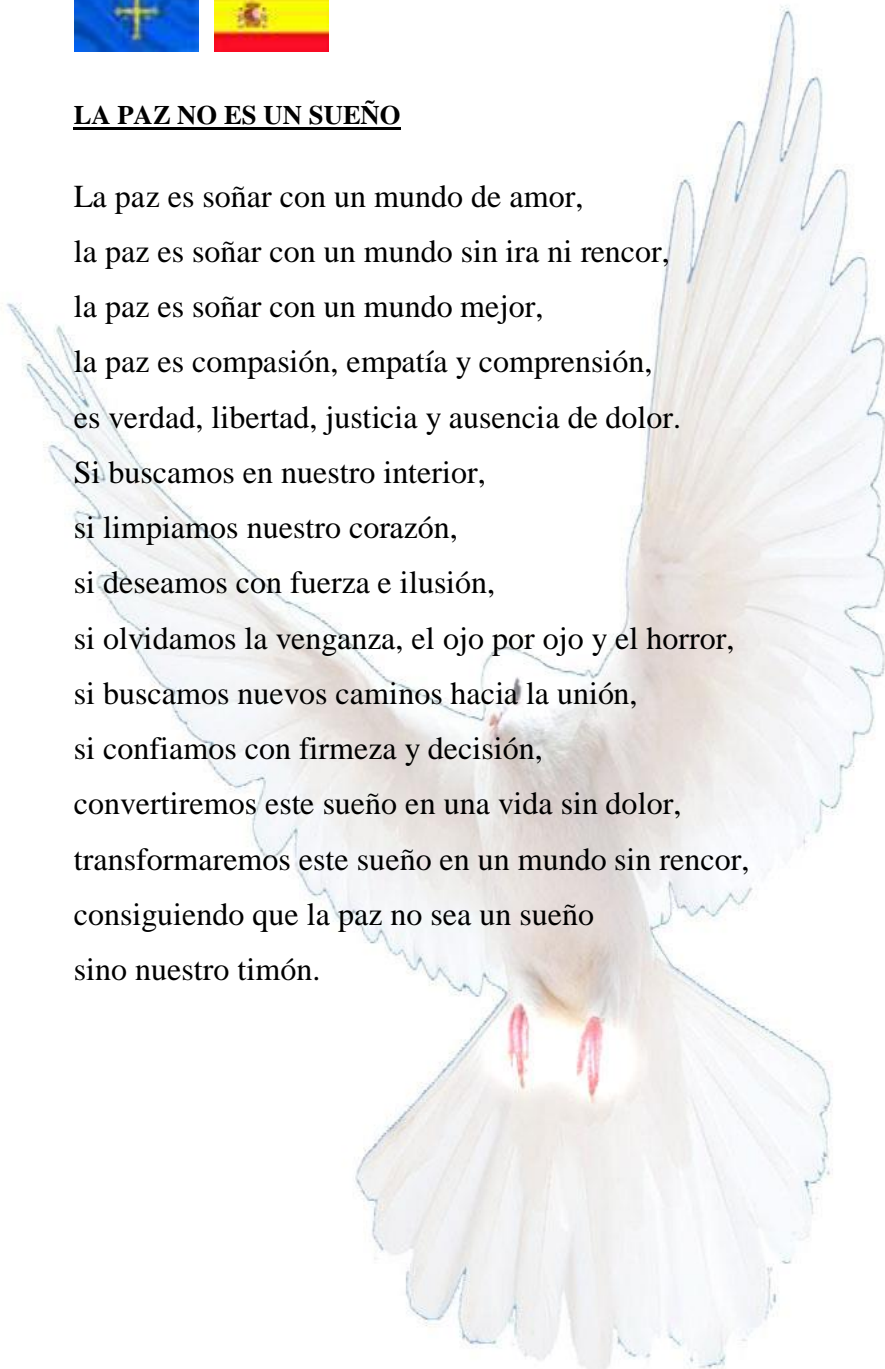 LA PAZ NO ES UN SUEÑO
La paz es soñar con un mundo de amor,
la paz es soñar con un mundo sin ira ni rencor,
la paz es soñar con un mundo mejor,
la paz es compasión, empatía y comprensión,
es verdad, libertad, justicia y ausencia de dolor.
Si buscamos en nuestro interior,
si limpiamos nuestro corazón,
si deseamos con fuerza e ilusión,
si olvidamos la venganza, el ojo por ojo y el horror,
si buscamos nuevos caminos hacia la unión,
si confiamos con firmeza y decisión,
convertiremos este sueño en una vida sin dolor,
transformaremos este sueño en un mundo sin rencor,
consiguiendo que la paz no sea un sueño
sino nuestro timón.